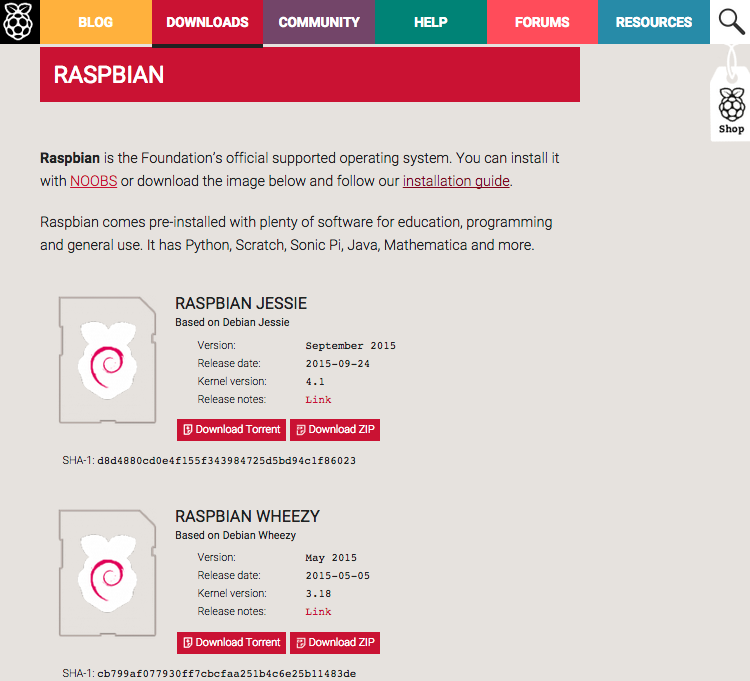 BLOG DOWNLOADS COMMUNITY HELP FORUMS RESOURCES
Shop
RASPBIAN
Raspbian is the Foundation’s official supported operating system. You can install it
with NOOBS or download the image below and follow our installation guide.
Raspbian comes pre-installed with plenty of software for education, programming
and general use. It has Python, Scratch, Sonic Pi, Java, Mathematica and more.
RASPBIAN JESSIE
Based on Debian Jessie
Version: September 2015
Release date: 2015-09-24
Kernel version: 4.1
Release notes: Link
Download Torrent Download ZIP
SHA-1: d8d4880cd0e4f155f343984725d5bd94c1f86023
RASPBIAN WHEEZY
Based on Debian Wheezy
Version: May 2015
Release date: 2015-05-05
Kernel version: 3.18
Release notes: Link
Download Torrent Download ZIP
SHA-1: cb799af077930ff7cbcfaa251b4c6e25b11483de